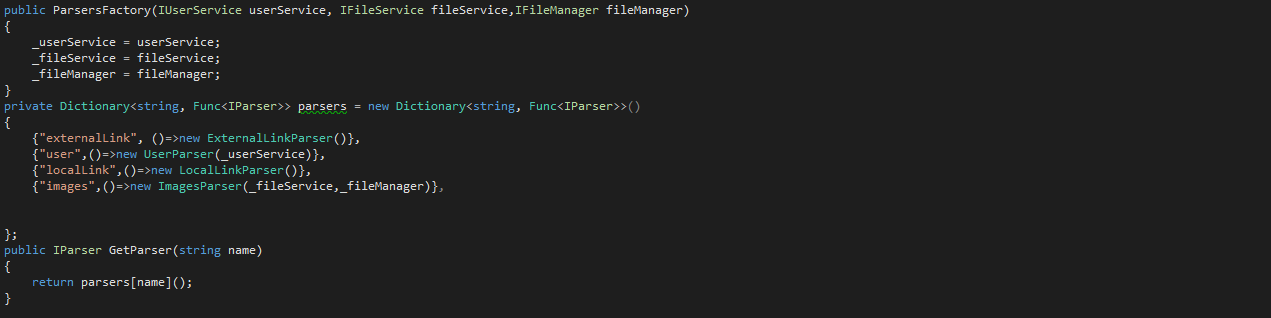 public ParsersFactory(IUserService userService, IFileService fileService,IFileManager fileManager)
{
    _userService = userService;
    _fileService = fileService;
    _fileManager = fileManager;
}
private Dictionary<string, Func<IParser>> parsers = new Dictionary<string, Func<IParser>>()
{
    {"externalLink", ()=>new ExternalLinkParser()},
    {"user",()=>new UserParser(_userService)},
    {"localLink",()=>new LocalLinkParser()},
    {"images",()=>new ImagesParser(_fileService,_fileManager)},
};
public IParser GetParser(string name)
{
    return parsers[name]();
}